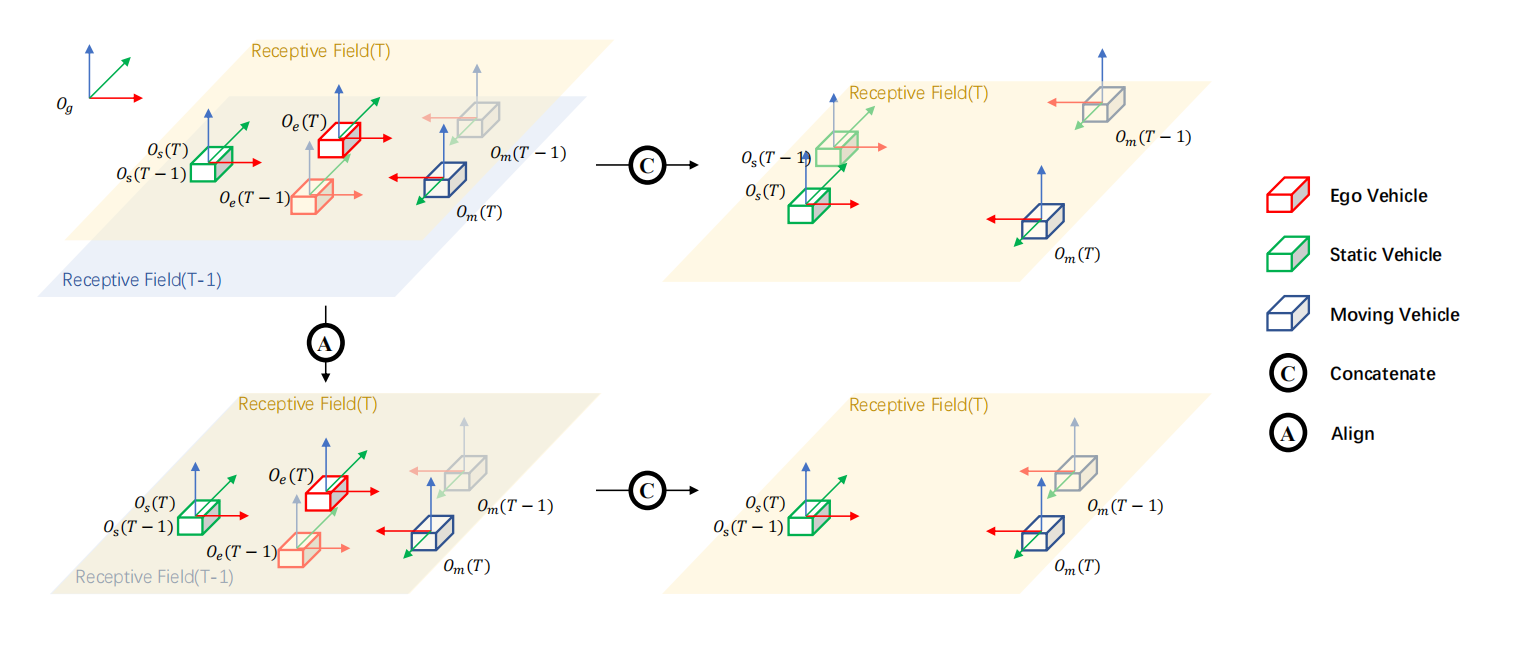 Receptive Field(T)
O_g
O_e(T)
O_s(T)
O_s(T − 1)
O_m(T − 1)
O_e(T − 1)
O_m(T)
Receptive Field(T-1)
C
Receptive Field(T)
O_s(T − 1)
O_s(T)
O_m(T − 1)
O_m(T)
A
Receptive Field(T)
O_e(T)
O_s(T)
O_s(T − 1)
O_m(T − 1)
O_e(T − 1)
O_m(T)
Receptive Field(T-1)
C
Receptive Field(T)
O_s(T)
O_s(T − 1)
O_m(T − 1)
O_m(T)
Ego Vehicle
Static Vehicle
Moving Vehicle
C Concatenate
A Align